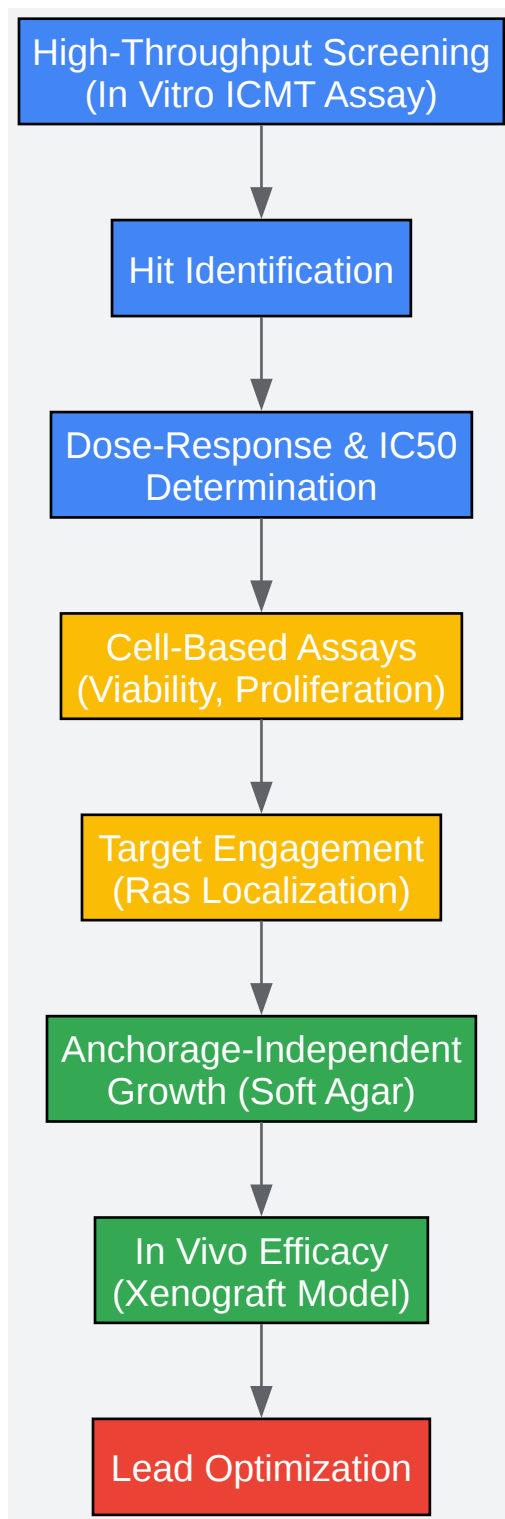 High-Throughput Screening
(In Vitro ICMT Assay)
Hit Identification
Dose-Response & IC50
Determination
Cell-Based Assays
(Viability, Proliferation)
Target Engagement
(Ras Localization)
Anchorage-Independent
Growth (Soft Agar)
In Vivo Efficacy
(Xenograft Model)
Lead Optimization